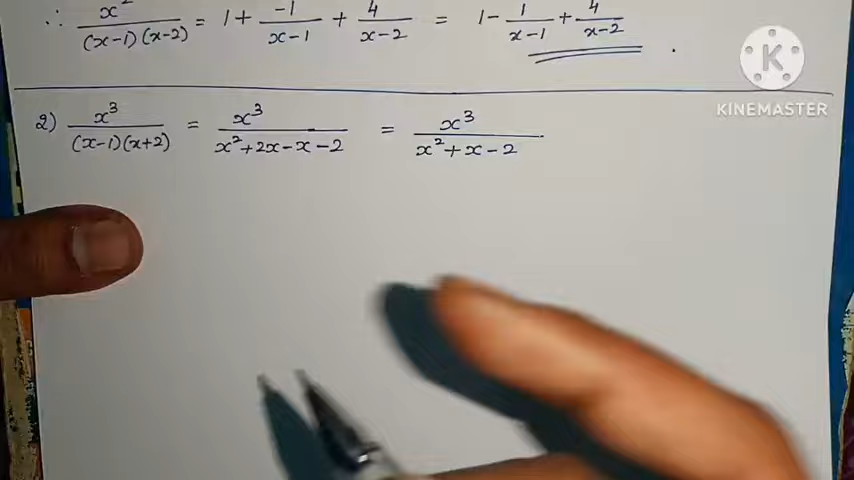 ∴ x²/((x-1)(x-2)) = 1 + -1/(x-1) + 4/(x-2) = 1 - 1/(x-1) + 4/(x-2) .
K
KINEMASTER
2) x³/((x-1)(x+2)) = x³/(x²+2x-x-2) = x³/(x²+x-2)